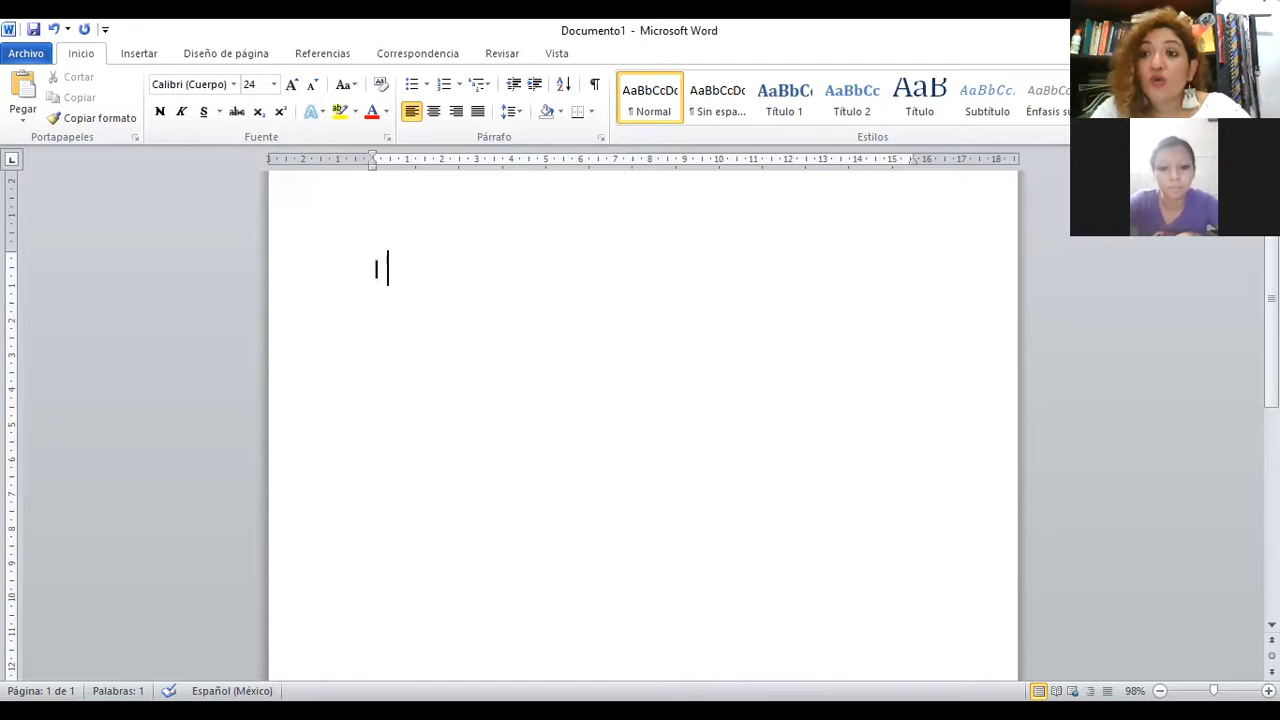 Documento1 - Microsoft Word
Archivo Inicio Insertar Diseño de página Referencias Correspondencia Revisar Vista
Pegar
Cortar
Copiar
Copiar formato
Portapapeles
Calibri (Cuerpo) 24
Fuente
Párrafo
AaBbCcDc AaBbCcDc AaBbC AaBbCc AaB AaBbCc. AaBbCc
¶ Normal ¶ Sin espa... Título 1 Título 2 Título Subtítulo Énfasis su
Estilos
I
Página: 1 de 1 Palabras: 1 Español (México) 98%